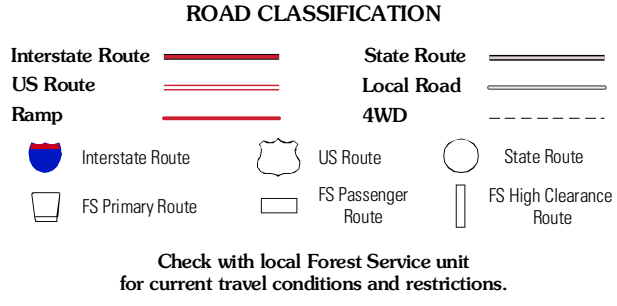 ROAD CLASSIFICATION
Interstate Route
State Route
US Route
Local Road
Ramp
4WD
Interstate Route
US Route
State Route
FS Primary Route
FS Passenger
Route
FS High Clearance
Route
Check with local Forest Service unit
for current travel conditions and restrictions.